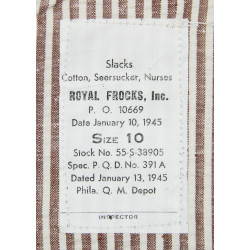 Slacks
Cotton, Seersucker, Nurses
ROYAL FROCKS, Inc.
P. O. 10669
Date January 10, 1945
SIZE 10
Stock No. 55-S-38905
Spec. P. Q. D. No. 391 A
Dated January 13, 1945
Phila. Q. M. Depot
INSPECTOR